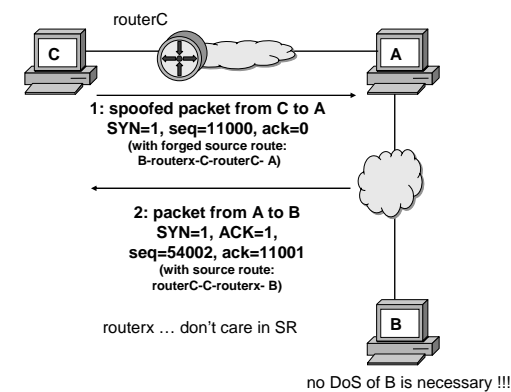 routerC
C
A
1: spoofed packet from C to A
SYN=1, seq=11000, ack=0
(with forged source route:
B-routerx-C-routerC- A)
2: packet from A to B
SYN=1, ACK=1,
seq=54002, ack=11001
(with source route:
routerC-C-routerx- B)
routerx ... don't care in SR
B
no DoS of B is necessary !!!